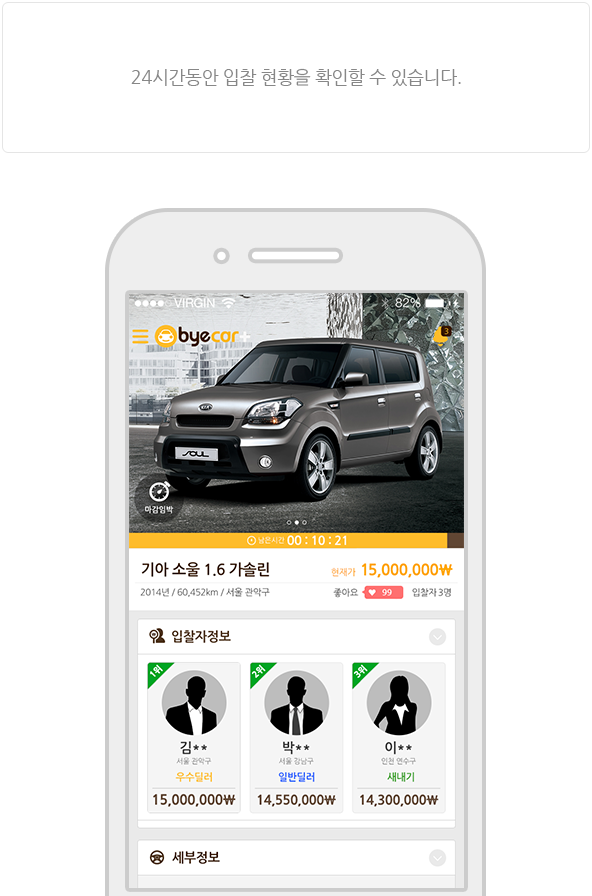 24시간동안 입찰 현황을 확인할 수 있습니다.
VIRGIN 82%
byecar+ 3
KIA
SOUL
마감임박
남은시간 00 : 10 : 21
기아 소울 1.6 가솔린 현재가 15,000,000₩
2014년 / 60,452km / 서울 관악구 좋아요 99 입찰자 3명
입찰자정보
1위 2위 3위
김** 박** 이**
서울 관악구 서울 강남구 인천 연수구
우수딜러 일반딜러 새내기
15,000,000₩ 14,550,000₩ 14,300,000₩
세부정보